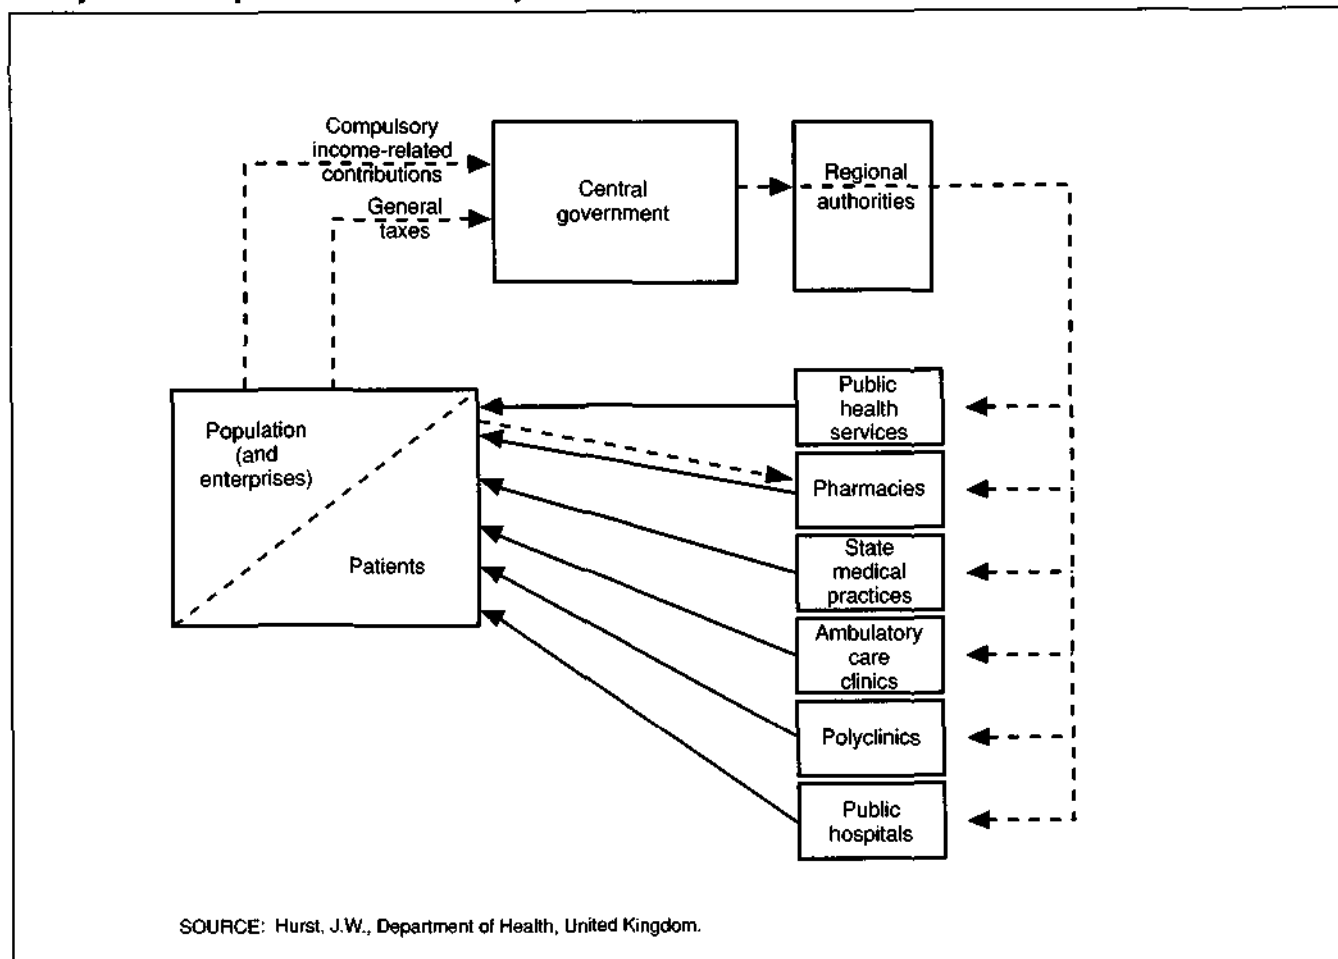 Compulsory
income-related
contributions
General
taxes
Central
government
Regional
authorities
Population
(and
enterprises)
Patients
Public
health
services
Pharmacies
State
medical
practices
Ambulatory
care
clinics
Polyclinics
Public
hospitals
SOURCE: Hurst, J.W., Department of Health, United Kingdom.